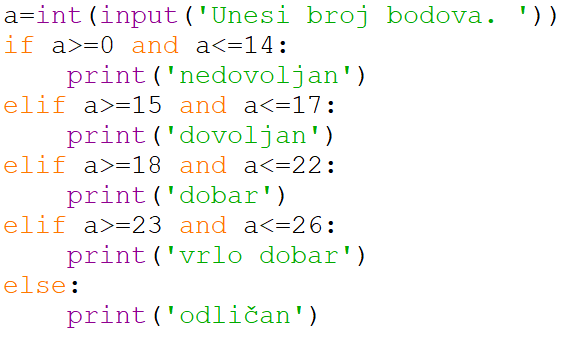 a=int(input('Unesi broj bodova. '))
if a>=0 and a<=14:
    print('nedovoljan')
elif a>=15 and a<=17:
    print('dovoljan')
elif a>=18 and a<=22:
    print('dobar')
elif a>=23 and a<=26:
    print('vrlo dobar')
else:
    print('odličan')